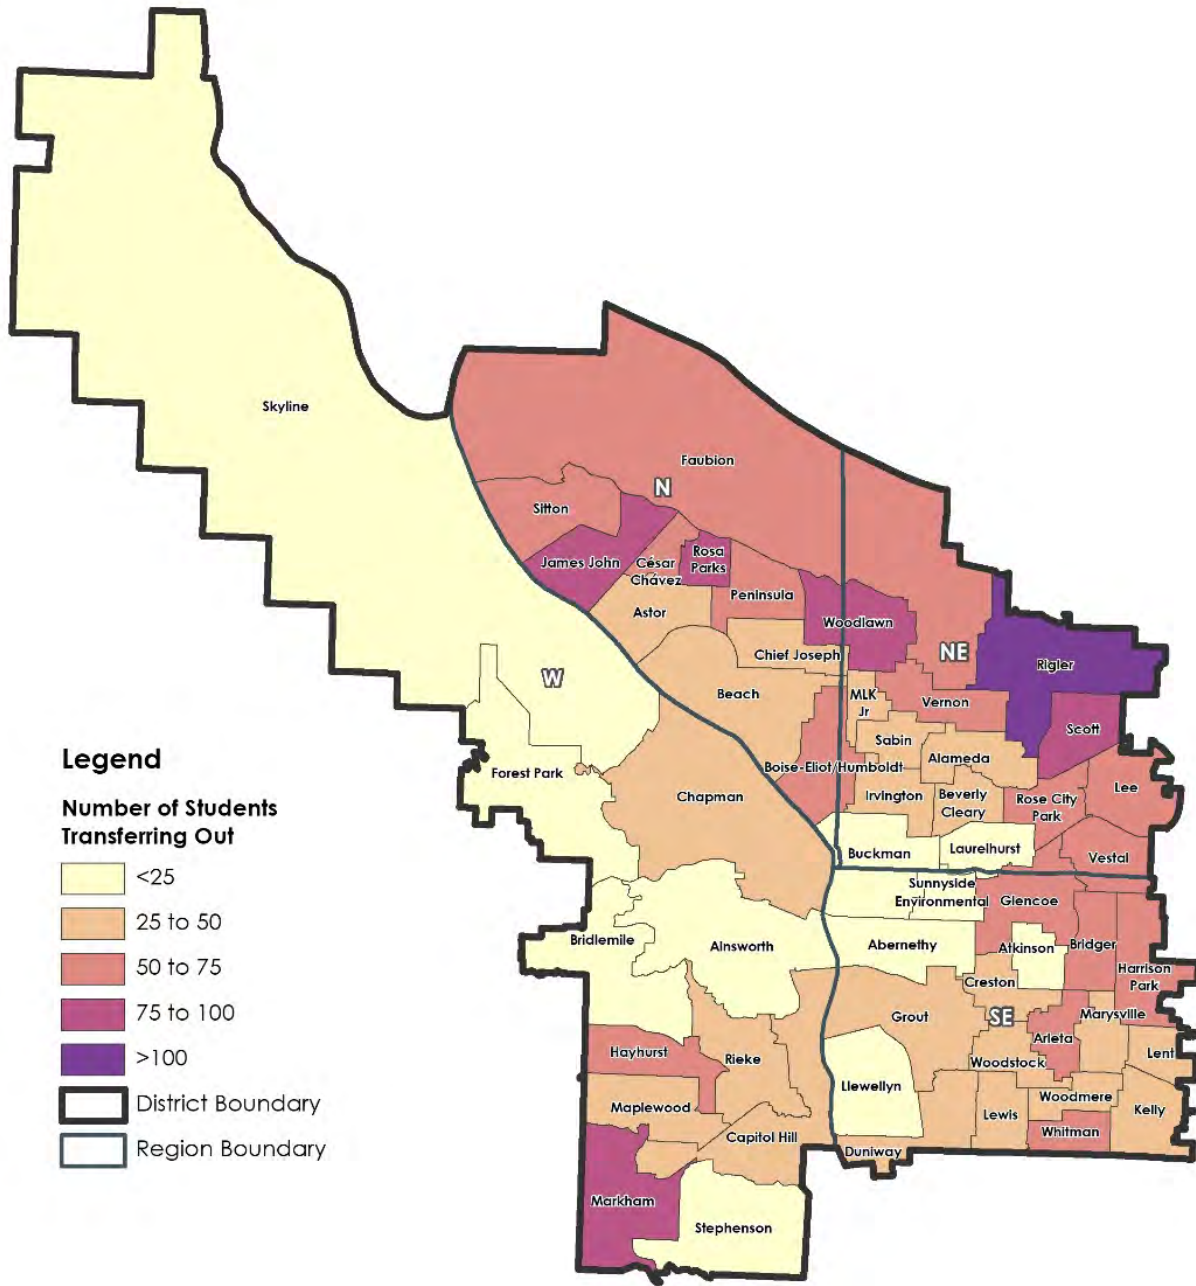 Skyline
Faubion
N
Sitton
James John
César
Chávez
Rosa
Parks
Peninsula
Astor
Woodlawn
Chief Joseph
NE
Rigler
W
Beach
MLK
Jr
Vernon
Scott
Sabin
Alameda
Boise-Eliot/Humboldt
Forest Park
Chapman
Irvington
Beverly
Cleary
Rose City
Park
Lee
Buckman
Laurelhurst
Vestal
Sunnyside
Environmental
Glencoe
Bridlemile
Ainsworth
Abernethy
Atkinson
Bridger
Harrison
Park
Creston
Grout
SE
Marysville
Arleta
Hayhurst
Rieke
Woodstock
Lent
Llewellyn
Maplewood
Lewis
Woodmere
Kelly
Capitol Hill
Whitman
Duniway
Markham
Stephenson
Legend
Number of Students
Transferring Out
<25
25 to 50
50 to 75
75 to 100
>100
District Boundary
Region Boundary